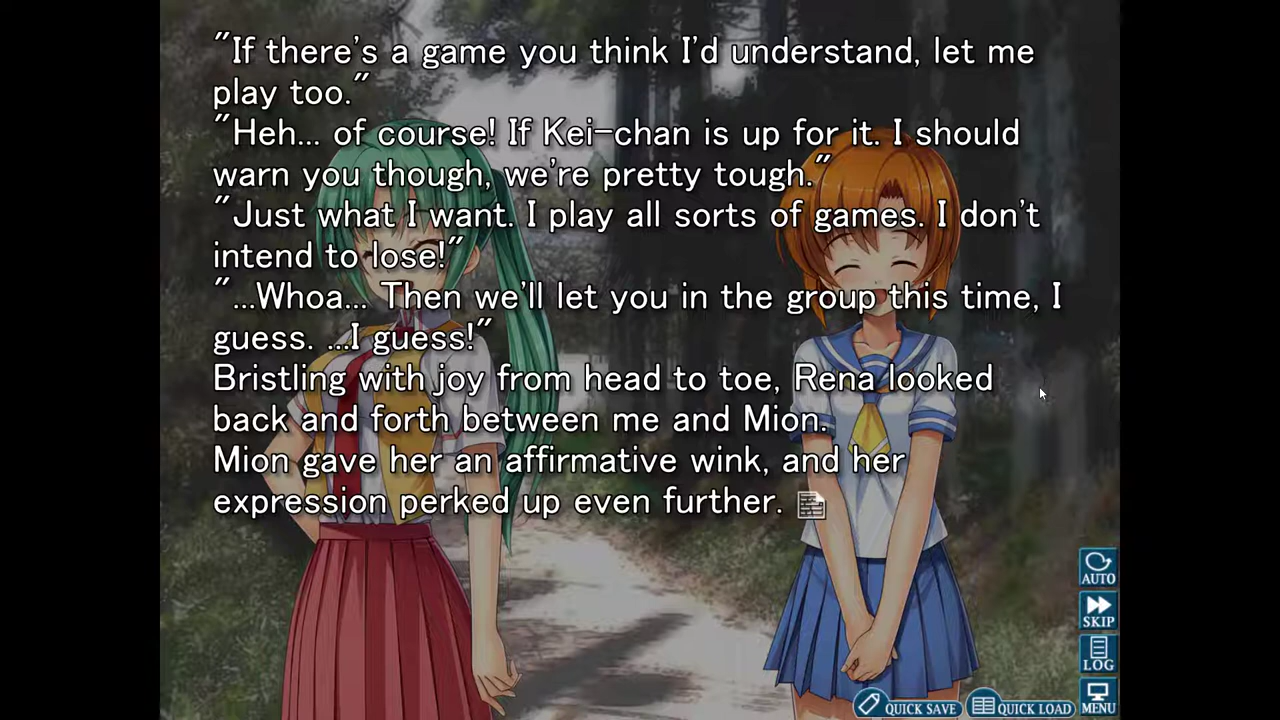 "If there's a game you think I'd understand, let me
play too."
"Heh... of course! If Kei-chan is up for it. I should
warn you though, we're pretty tough."
"Just what I want. I play all sorts of games. I don't
intend to lose!"
"...Whoa... Then we'll let you in the group this time, I
guess. ...I guess!"
Bristling with joy from head to toe, Rena looked
back and forth between me and Mion.
Mion gave her an affirmative wink, and her
expression perked up even further.
AUTO
SKIP
LOG
MENU
QUICK SAVE
QUICK LOAD